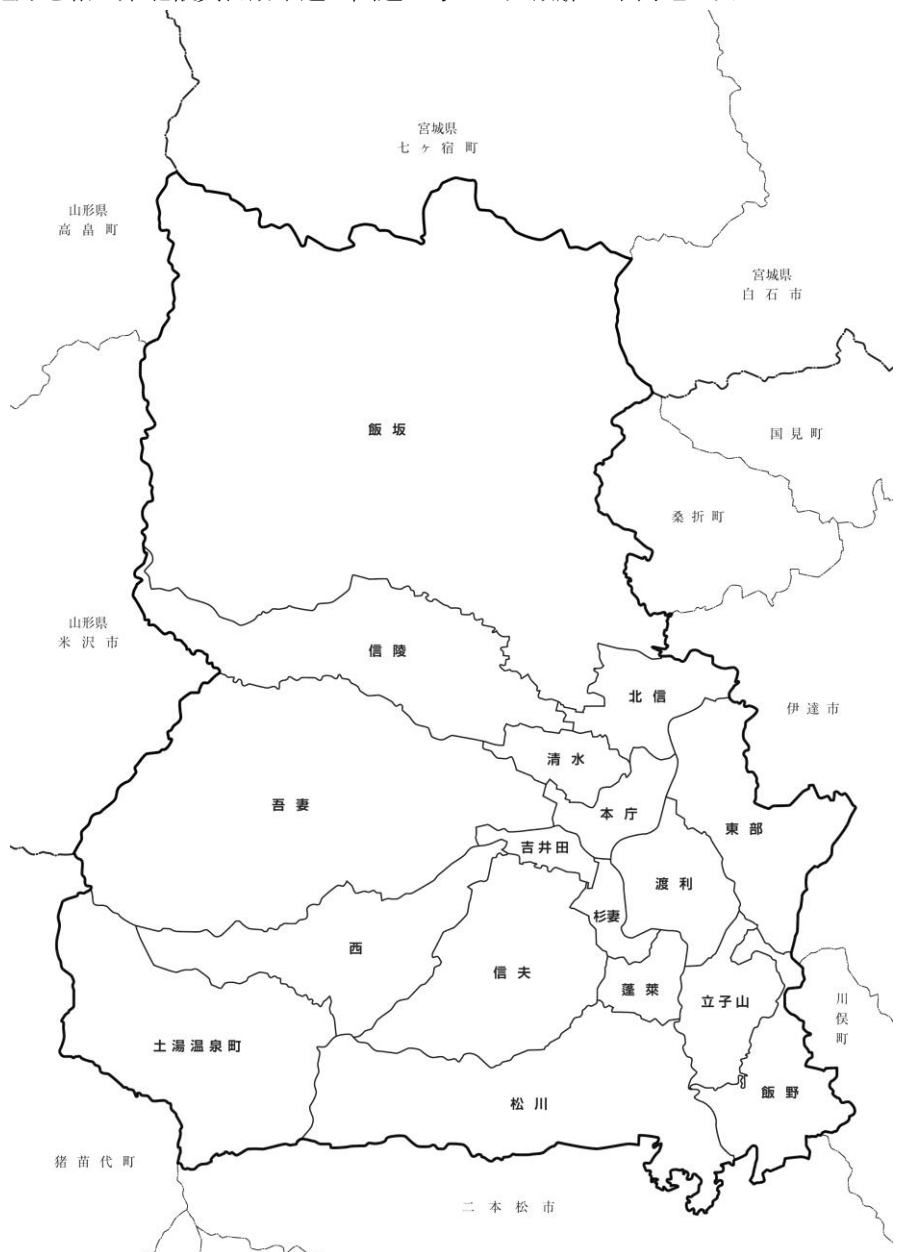 宮城県
七ヶ宿町
山形県
高畠町
宮城県
白石市
飯坂
国見町
桑折町
山形県
米沢市
信陵
北信
伊達市
清水
吾妻
本庁
東部
吉井田
渡利
杉妻
西
信夫
蓬莱
立子山
川俣町
土湯温泉町
飯野
松川
猪苗代町
二本松市